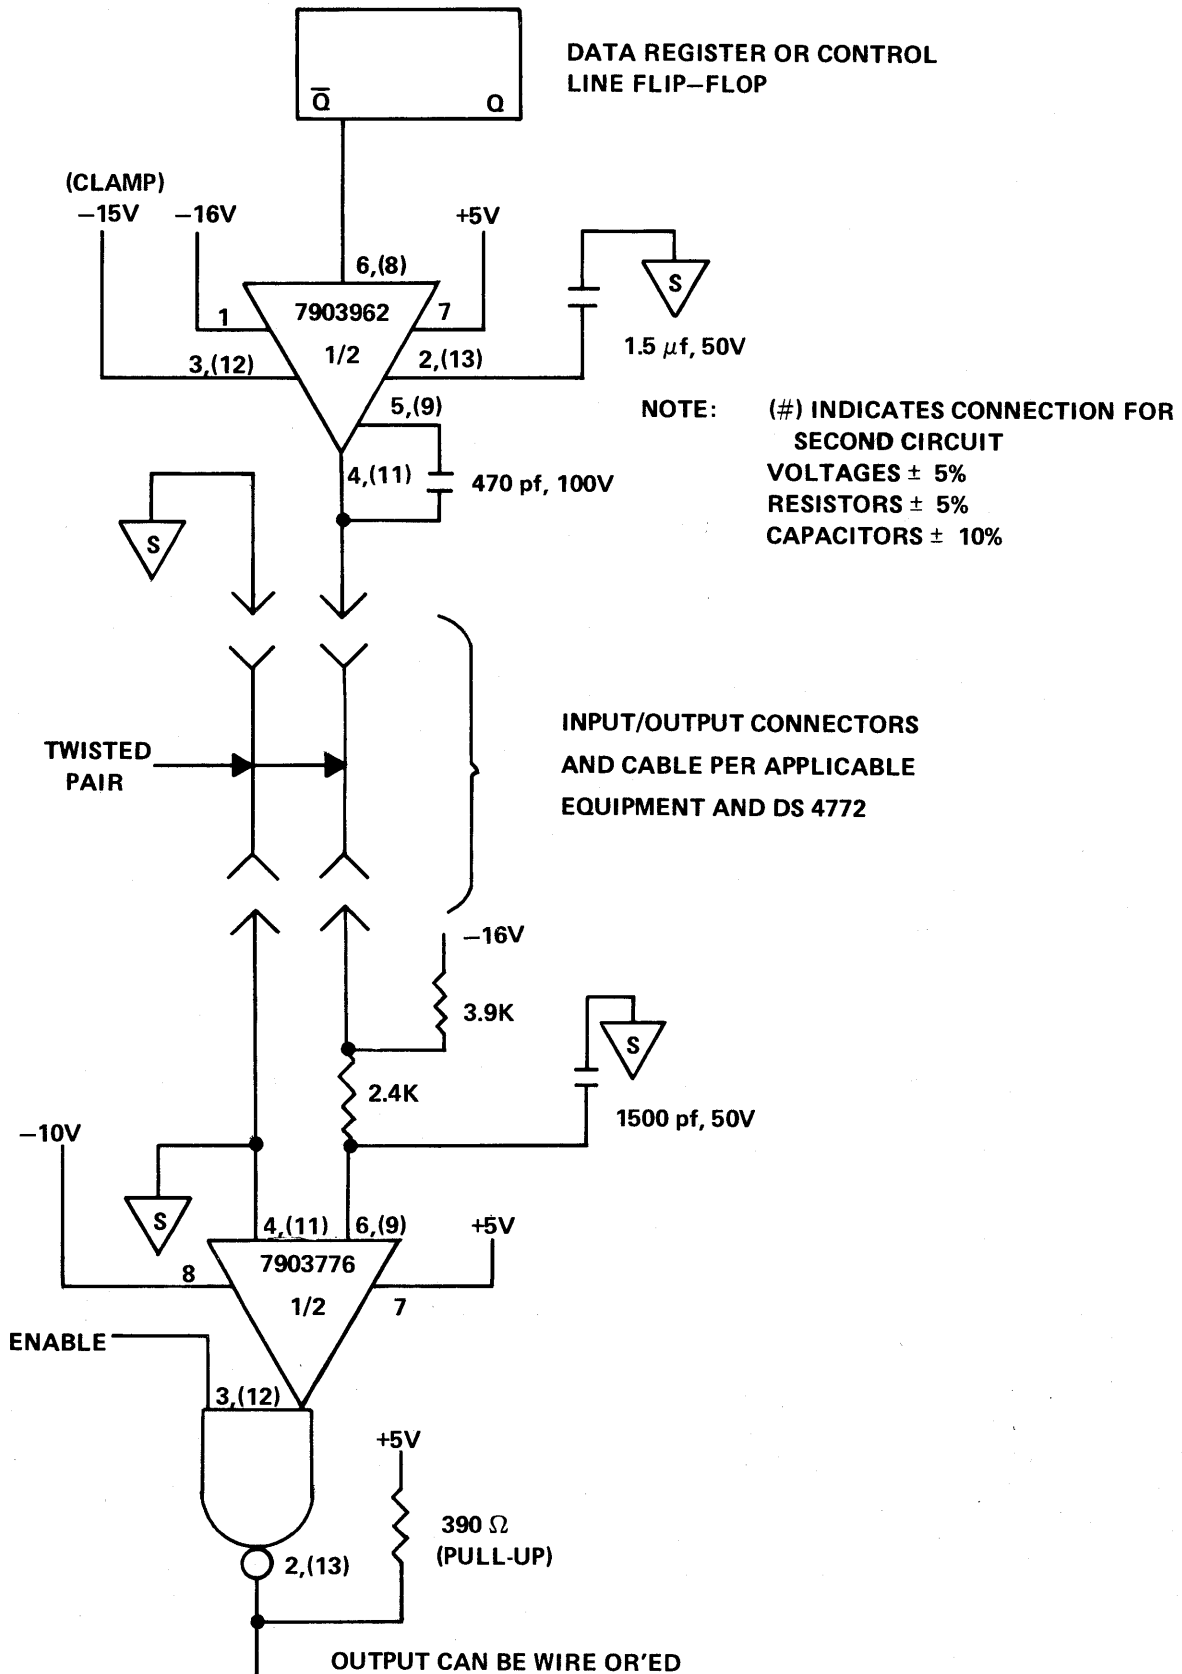 DATA REGISTER OR CONTROL
LINE FLIP–FLOP
Q̅ Q
(CLAMP)
–15V –16V +5V
6,(8)
7903962
1 7
1/2
3,(12) 2,(13)
S
1.5 μf, 50V
5,(9)
4,(11)
470 pf, 100V
NOTE: (#) INDICATES CONNECTION FOR
SECOND CIRCUIT
VOLTAGES ± 5%
RESISTORS ± 5%
CAPACITORS ± 10%
S
TWISTED
PAIR
INPUT/OUTPUT CONNECTORS
AND CABLE PER APPLICABLE
EQUIPMENT AND DS 4772
–16V
3.9K
S
2.4K
1500 pf, 50V
–10V
S
4,(11) 6,(9) +5V
7903776
8
1/2 7
ENABLE
3,(12)
+5V
390 Ω
(PULL-UP)
2,(13)
OUTPUT CAN BE WIRE OR'ED